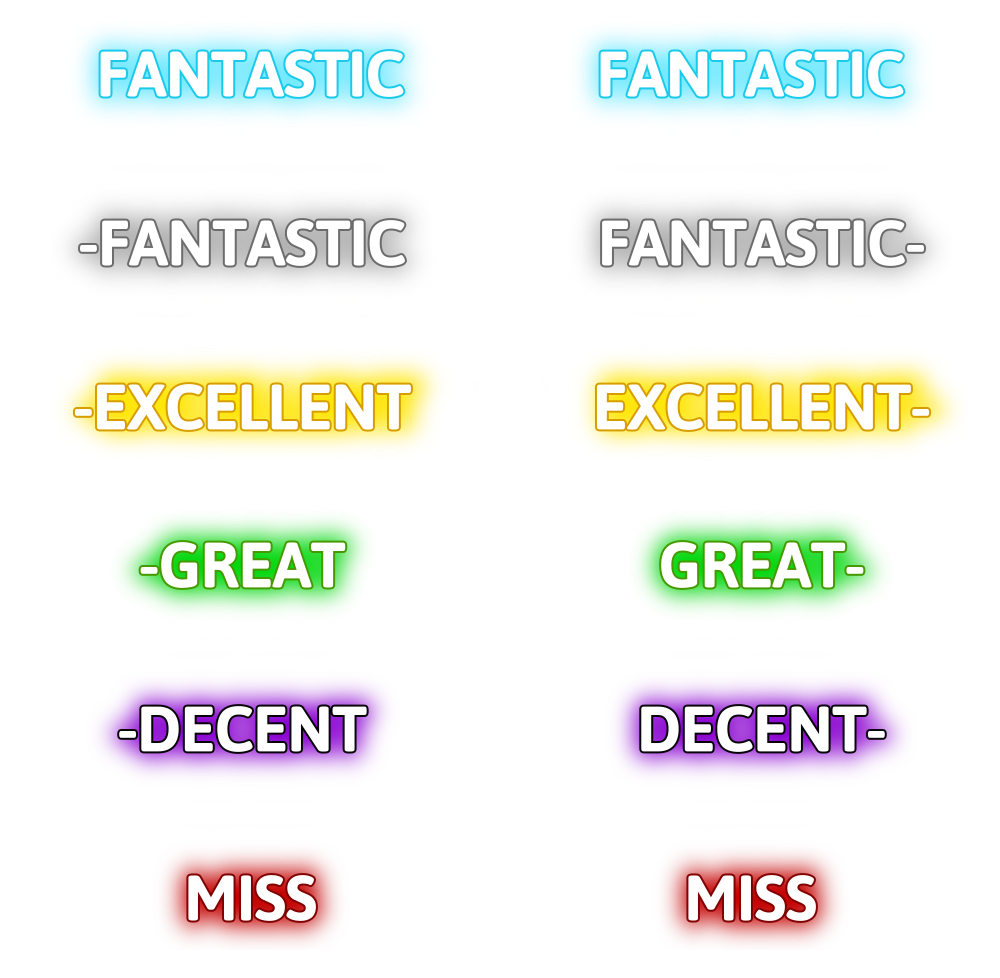 FANTASTIC FANTASTIC
-FANTASTIC FANTASTIC-
-EXCELLENT EXCELLENT-
-GREAT GREAT-
-DECENT DECENT-
MISS MISS